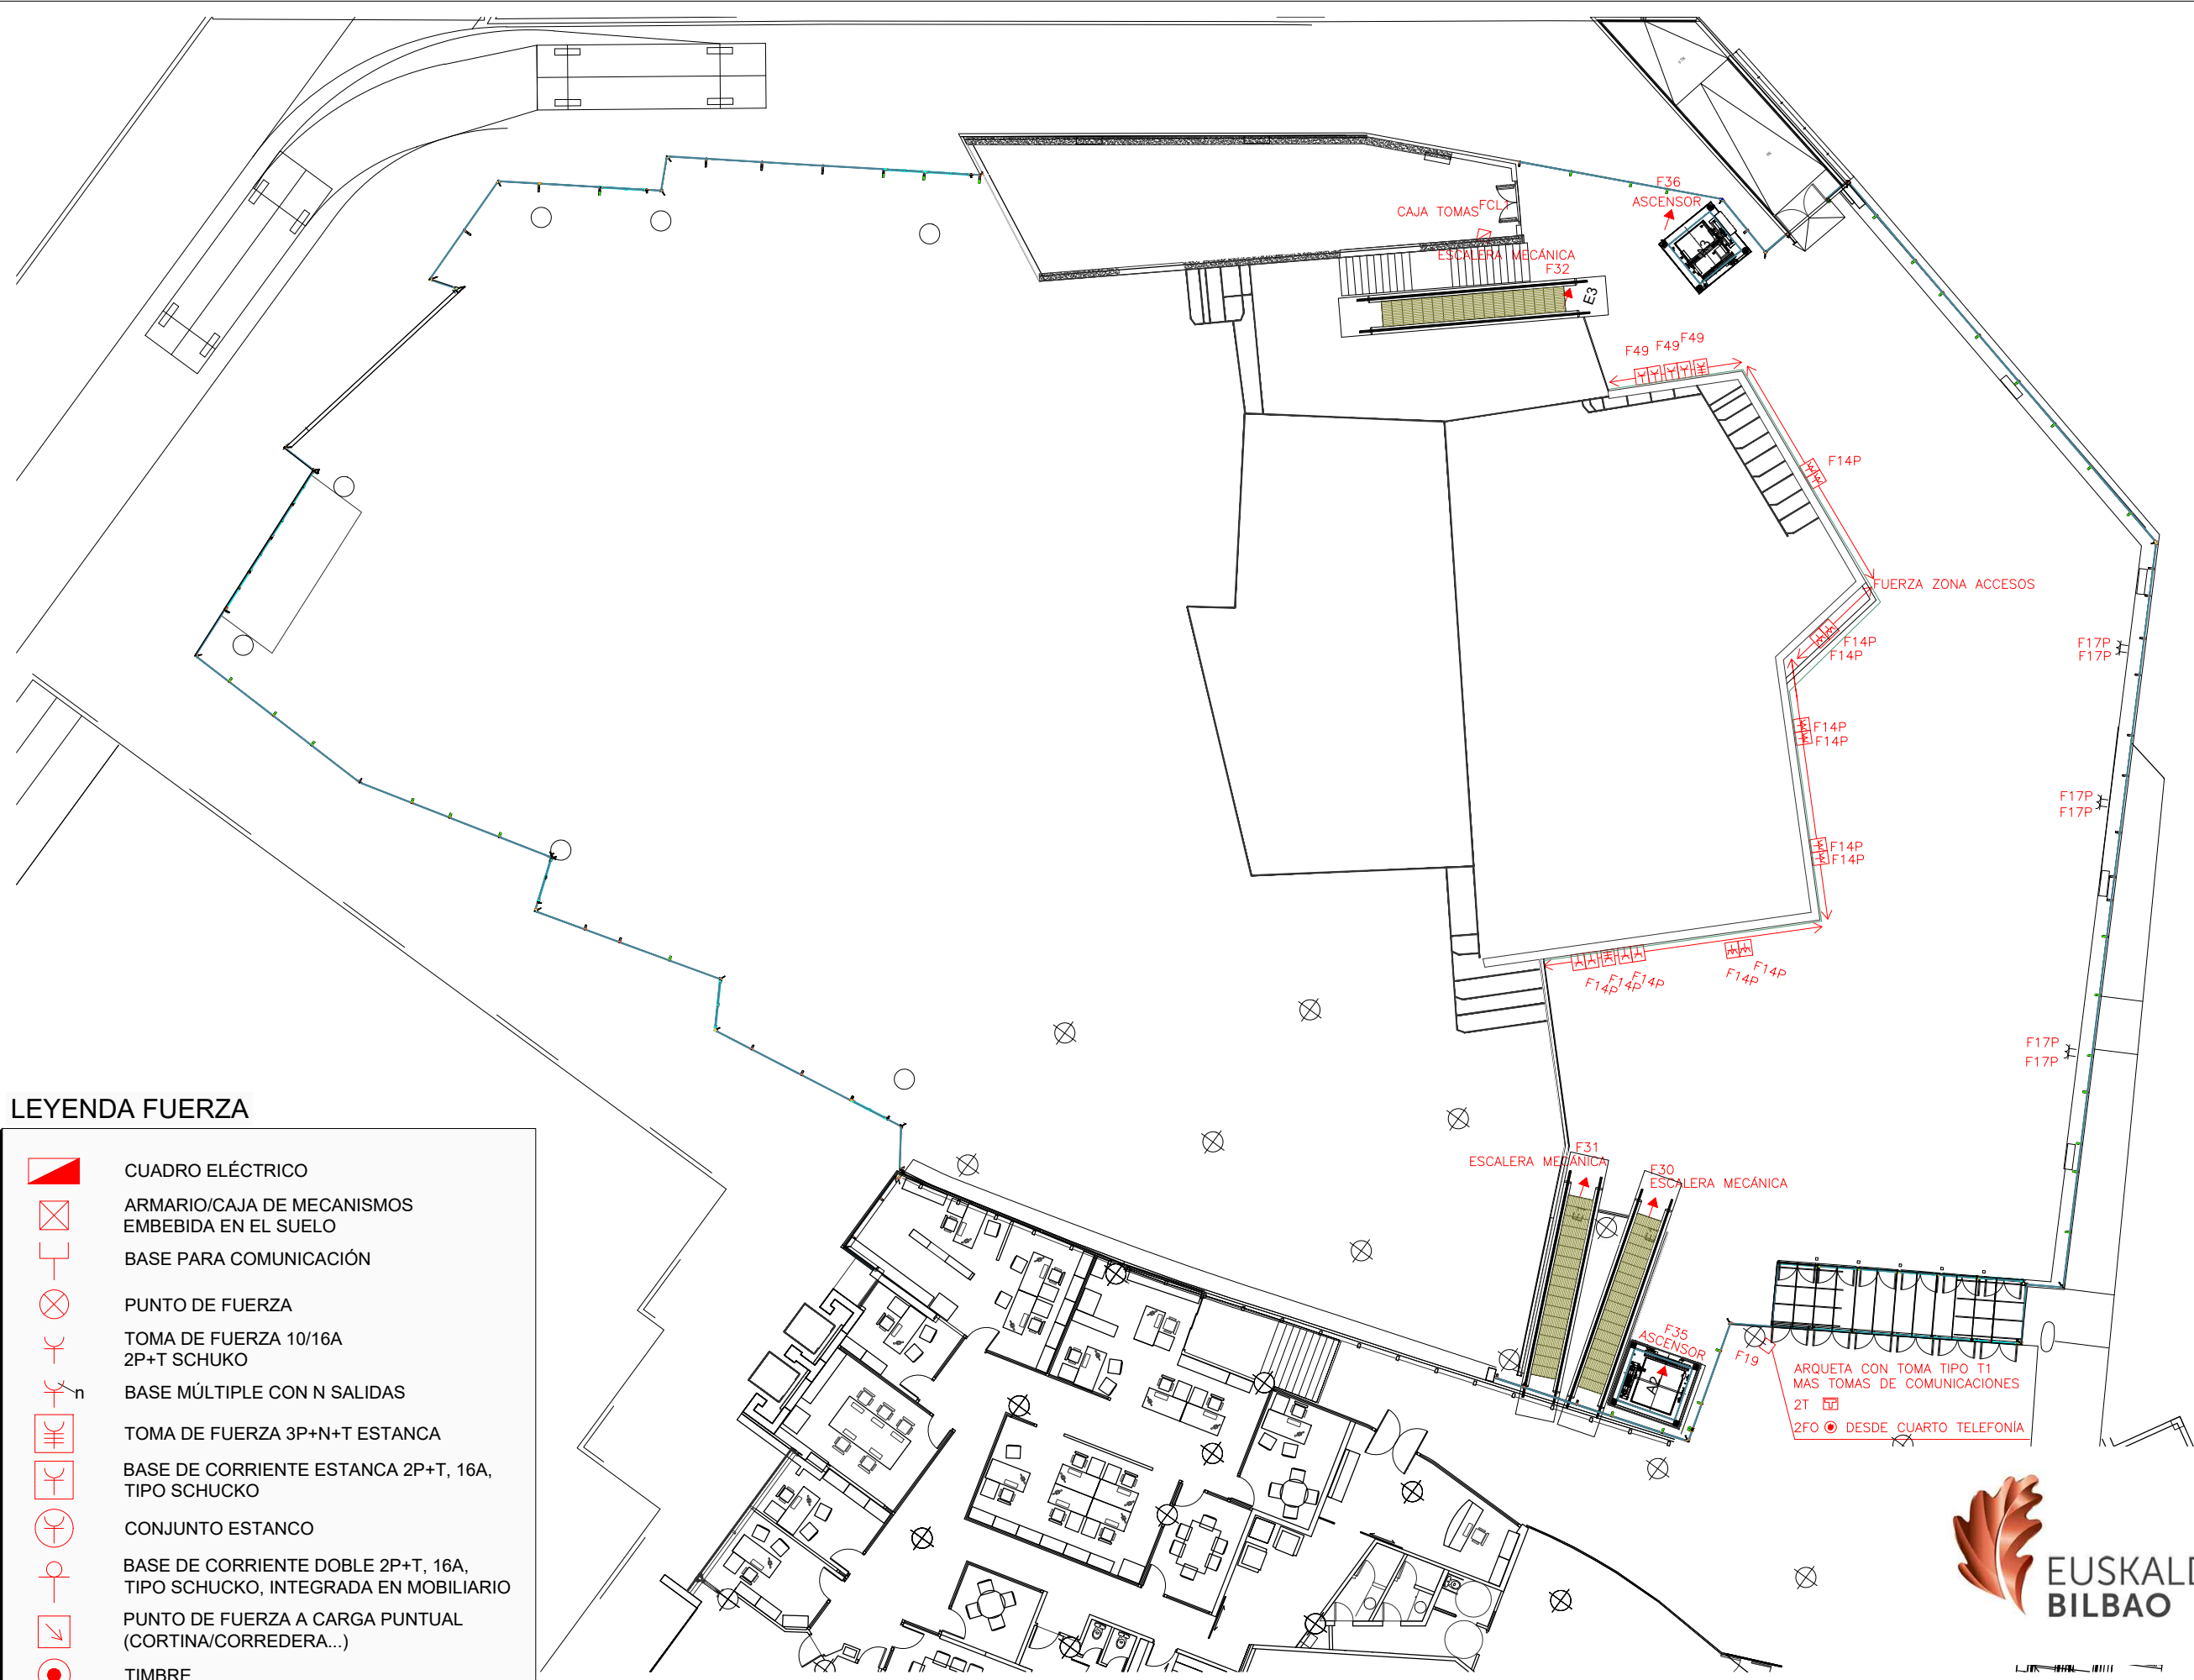 F36
ASCENSOR
CAJA TOMAS
FCL1
ESCALERA MECÁNICA
F32
E3
A3
F49 F49 F49
F14P
FUERZA ZONA ACCESOS
F14P
F14P
F17P
F17P
F14P
F14P
F17P
F17P
F14P
F14P
F14P
F14P
F14P
F14P
F14P
F17P
F17P
F31
ESCALERA MECÁNICA
F30
ESCALERA MECÁNICA
F35
ASCENSOR
A2
F19
ARQUETA CON TOMA TIPO T1
MAS TOMAS DE COMUNICACIONES
2T
2FO DESDE CUARTO TELEFONÍA
LEYENDA FUERZA
CUADRO ELÉCTRICO
ARMARIO/CAJA DE MECANISMOS
EMBEBIDA EN EL SUELO
BASE PARA COMUNICACIÓN
PUNTO DE FUERZA
TOMA DE FUERZA 10/16A
2P+T SCHUKO
n BASE MÚLTIPLE CON N SALIDAS
TOMA DE FUERZA 3P+N+T ESTANCA
BASE DE CORRIENTE ESTANCA 2P+T, 16A,
TIPO SCHUCKO
CONJUNTO ESTANCO
BASE DE CORRIENTE DOBLE 2P+T, 16A,
TIPO SCHUCKO, INTEGRADA EN MOBILIARIO
PUNTO DE FUERZA A CARGA PUNTUAL
(CORTINA/CORREDERA...)
TIMBRE
EUSKALD
BILBAO